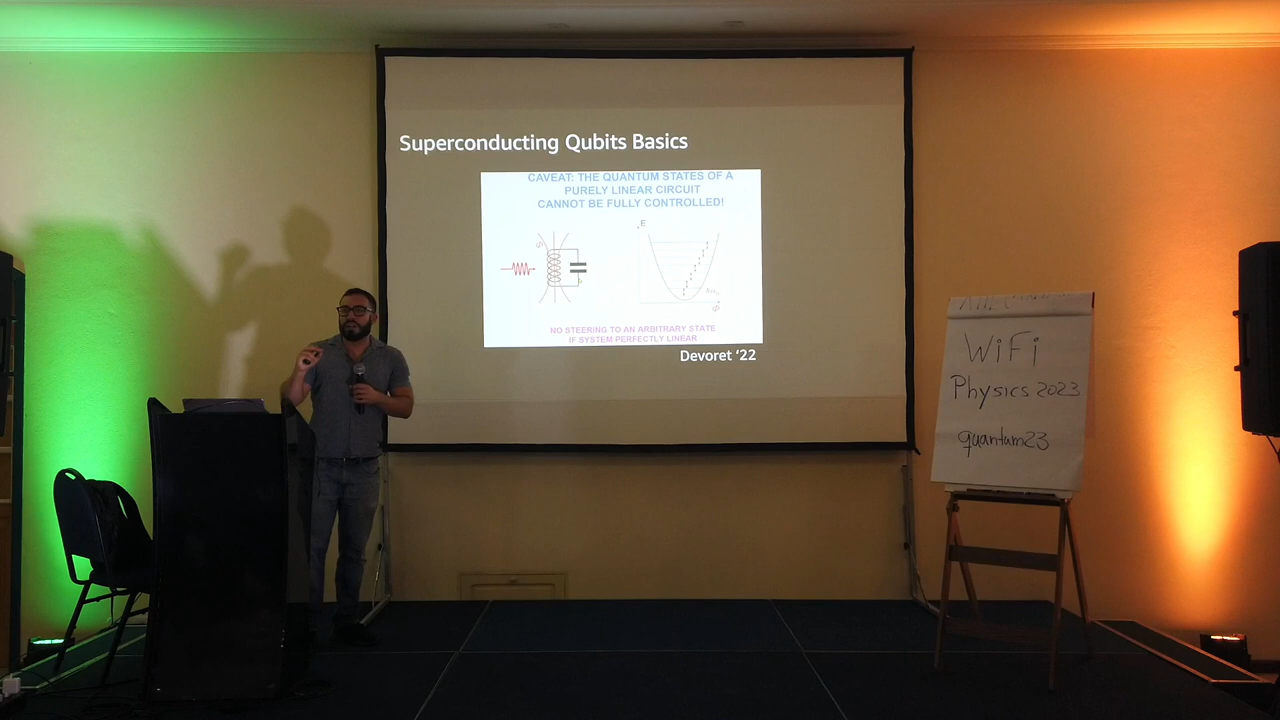 Superconducting Qubits Basics
CAVEAT: THE QUANTUM STATES OF A
PURELY LINEAR CIRCUIT
CANNOT BE FULLY CONTROLLED!
E
Φ
NO STEERING TO AN ARBITRARY STATE
IF SYSTEM PERFECTLY LINEAR
Devoret '22
WiFi
Physics 2023
quantum23